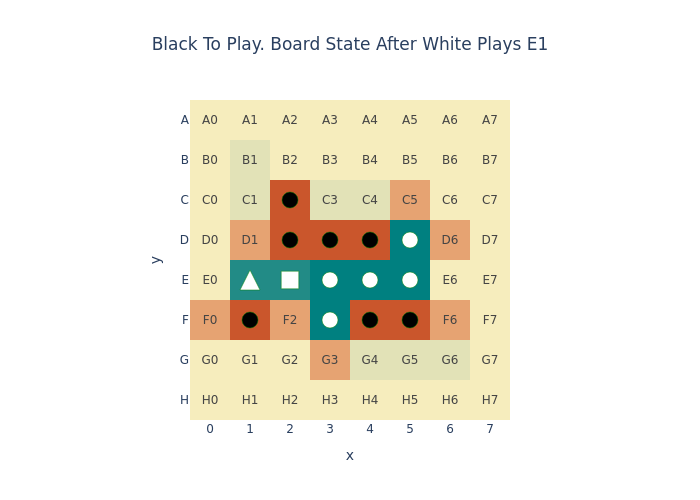 Black To Play. Board State After White Plays E1
A A0 A1 A2 A3 A4 A5 A6 A7
B B0 B1 B2 B3 B4 B5 B6 B7
C C0 C1 C3 C4 C5 C6 C7
D D0 D1 D6 D7
y
E E0 E6 E7
F F0 F2 F6 F7
G G0 G1 G2 G3 G4 G5 G6 G7
H H0 H1 H2 H3 H4 H5 H6 H7
0 1 2 3 4 5 6 7
x